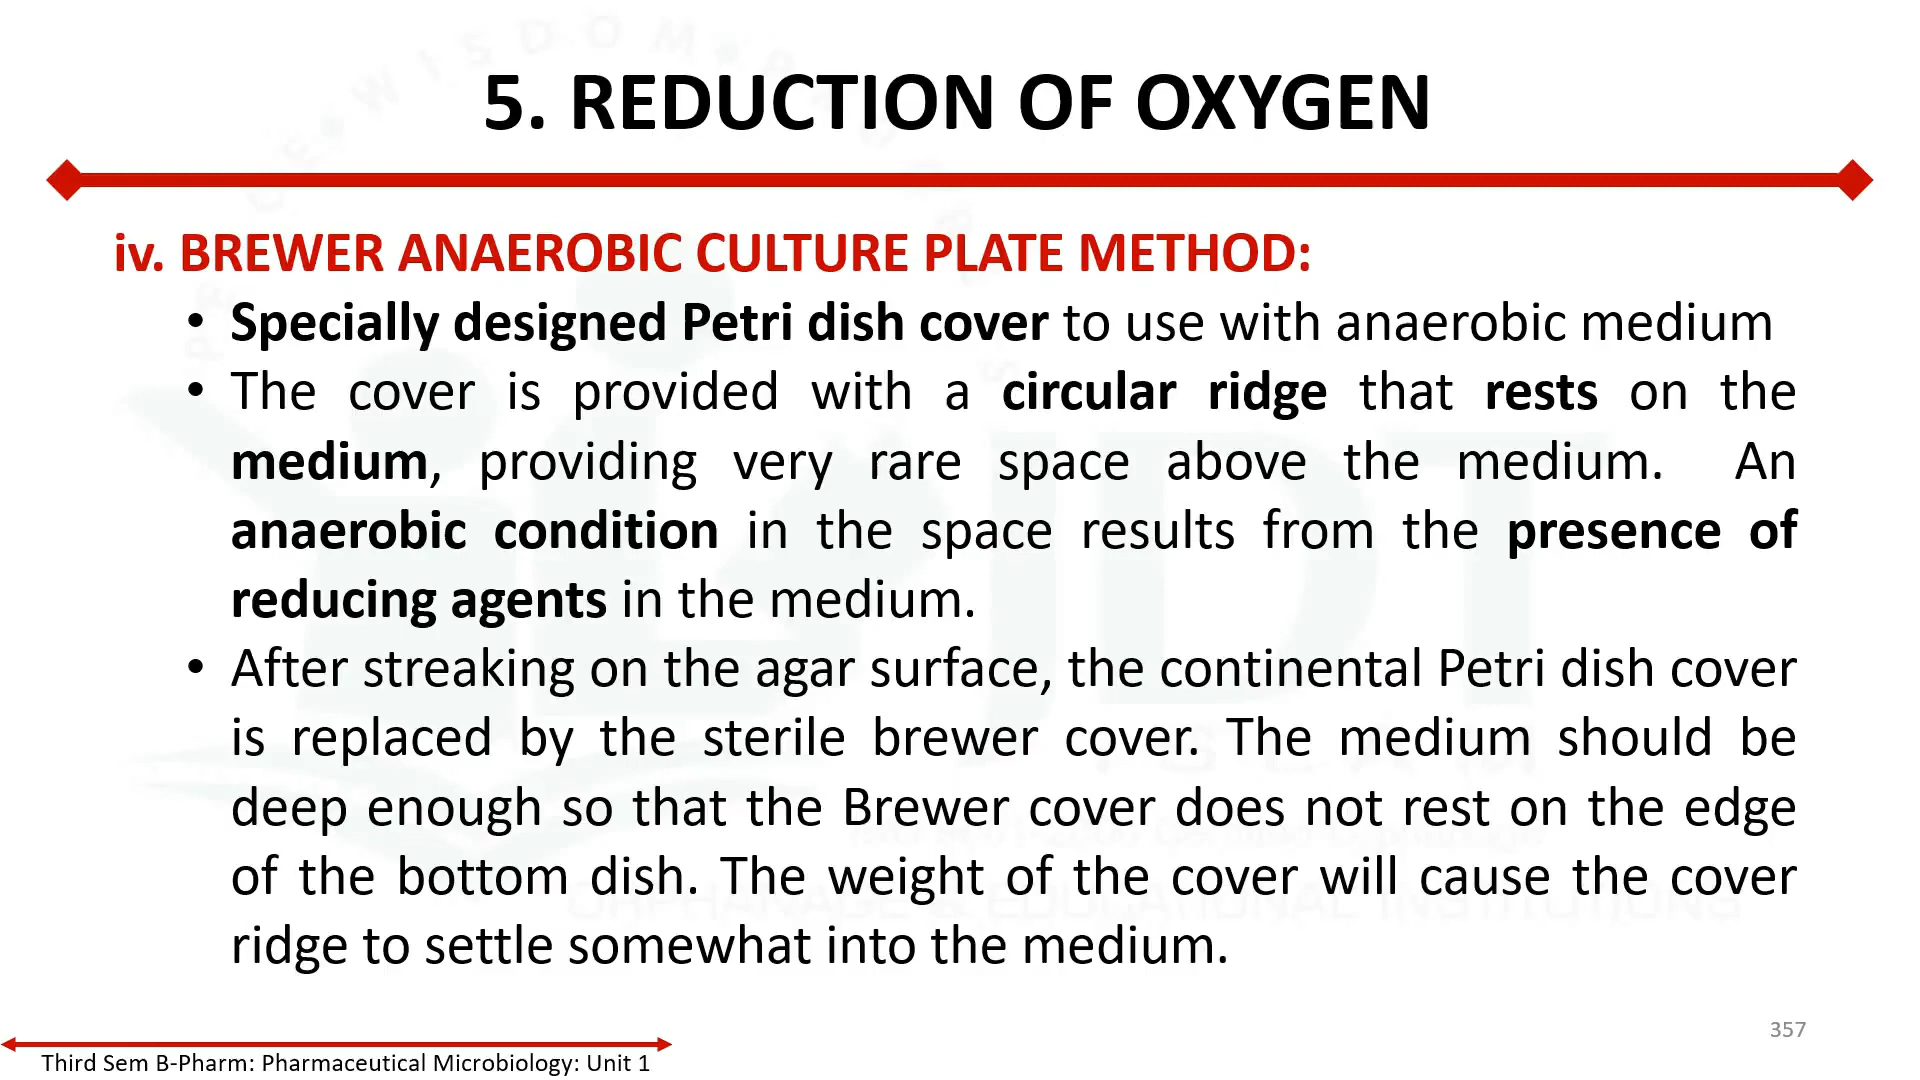 5. REDUCTION OF OXYGEN
iv. BREWER ANAEROBIC CULTURE PLATE METHOD:
• Specially designed Petri dish cover to use with anaerobic medium
• The cover is provided with a circular ridge that rests on the
medium, providing very rare space above the medium. An
anaerobic condition in the space results from the presence of
reducing agents in the medium.
• After streaking on the agar surface, the continental Petri dish cover
is replaced by the sterile brewer cover. The medium should be
deep enough so that the Brewer cover does not rest on the edge
of the bottom dish. The weight of the cover will cause the cover
ridge to settle somewhat into the medium.
JDT
ISLAM
ORPHANAGE & EDUCATIONAL INSTITUTIONS
357
Third Sem B-Pharm: Pharmaceutical Microbiology: Unit 1